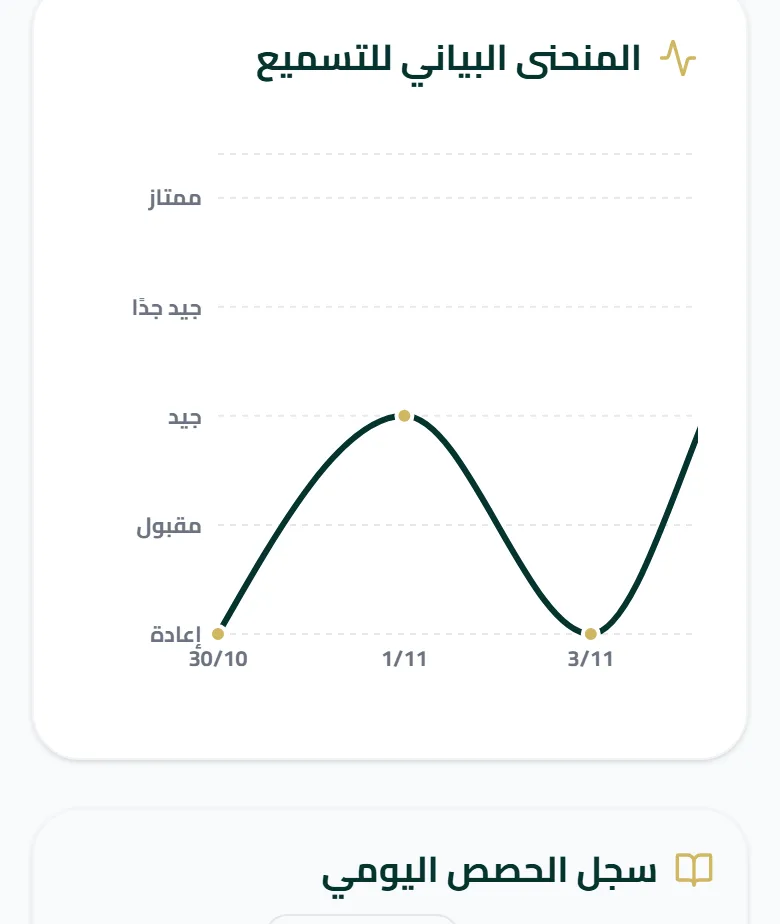 المنحنى البياني للتسميع
ممتاز
جيد جدًا
جيد
مقبول
إعادة
30/10
1/11
3/11
سجل الحصص اليومي